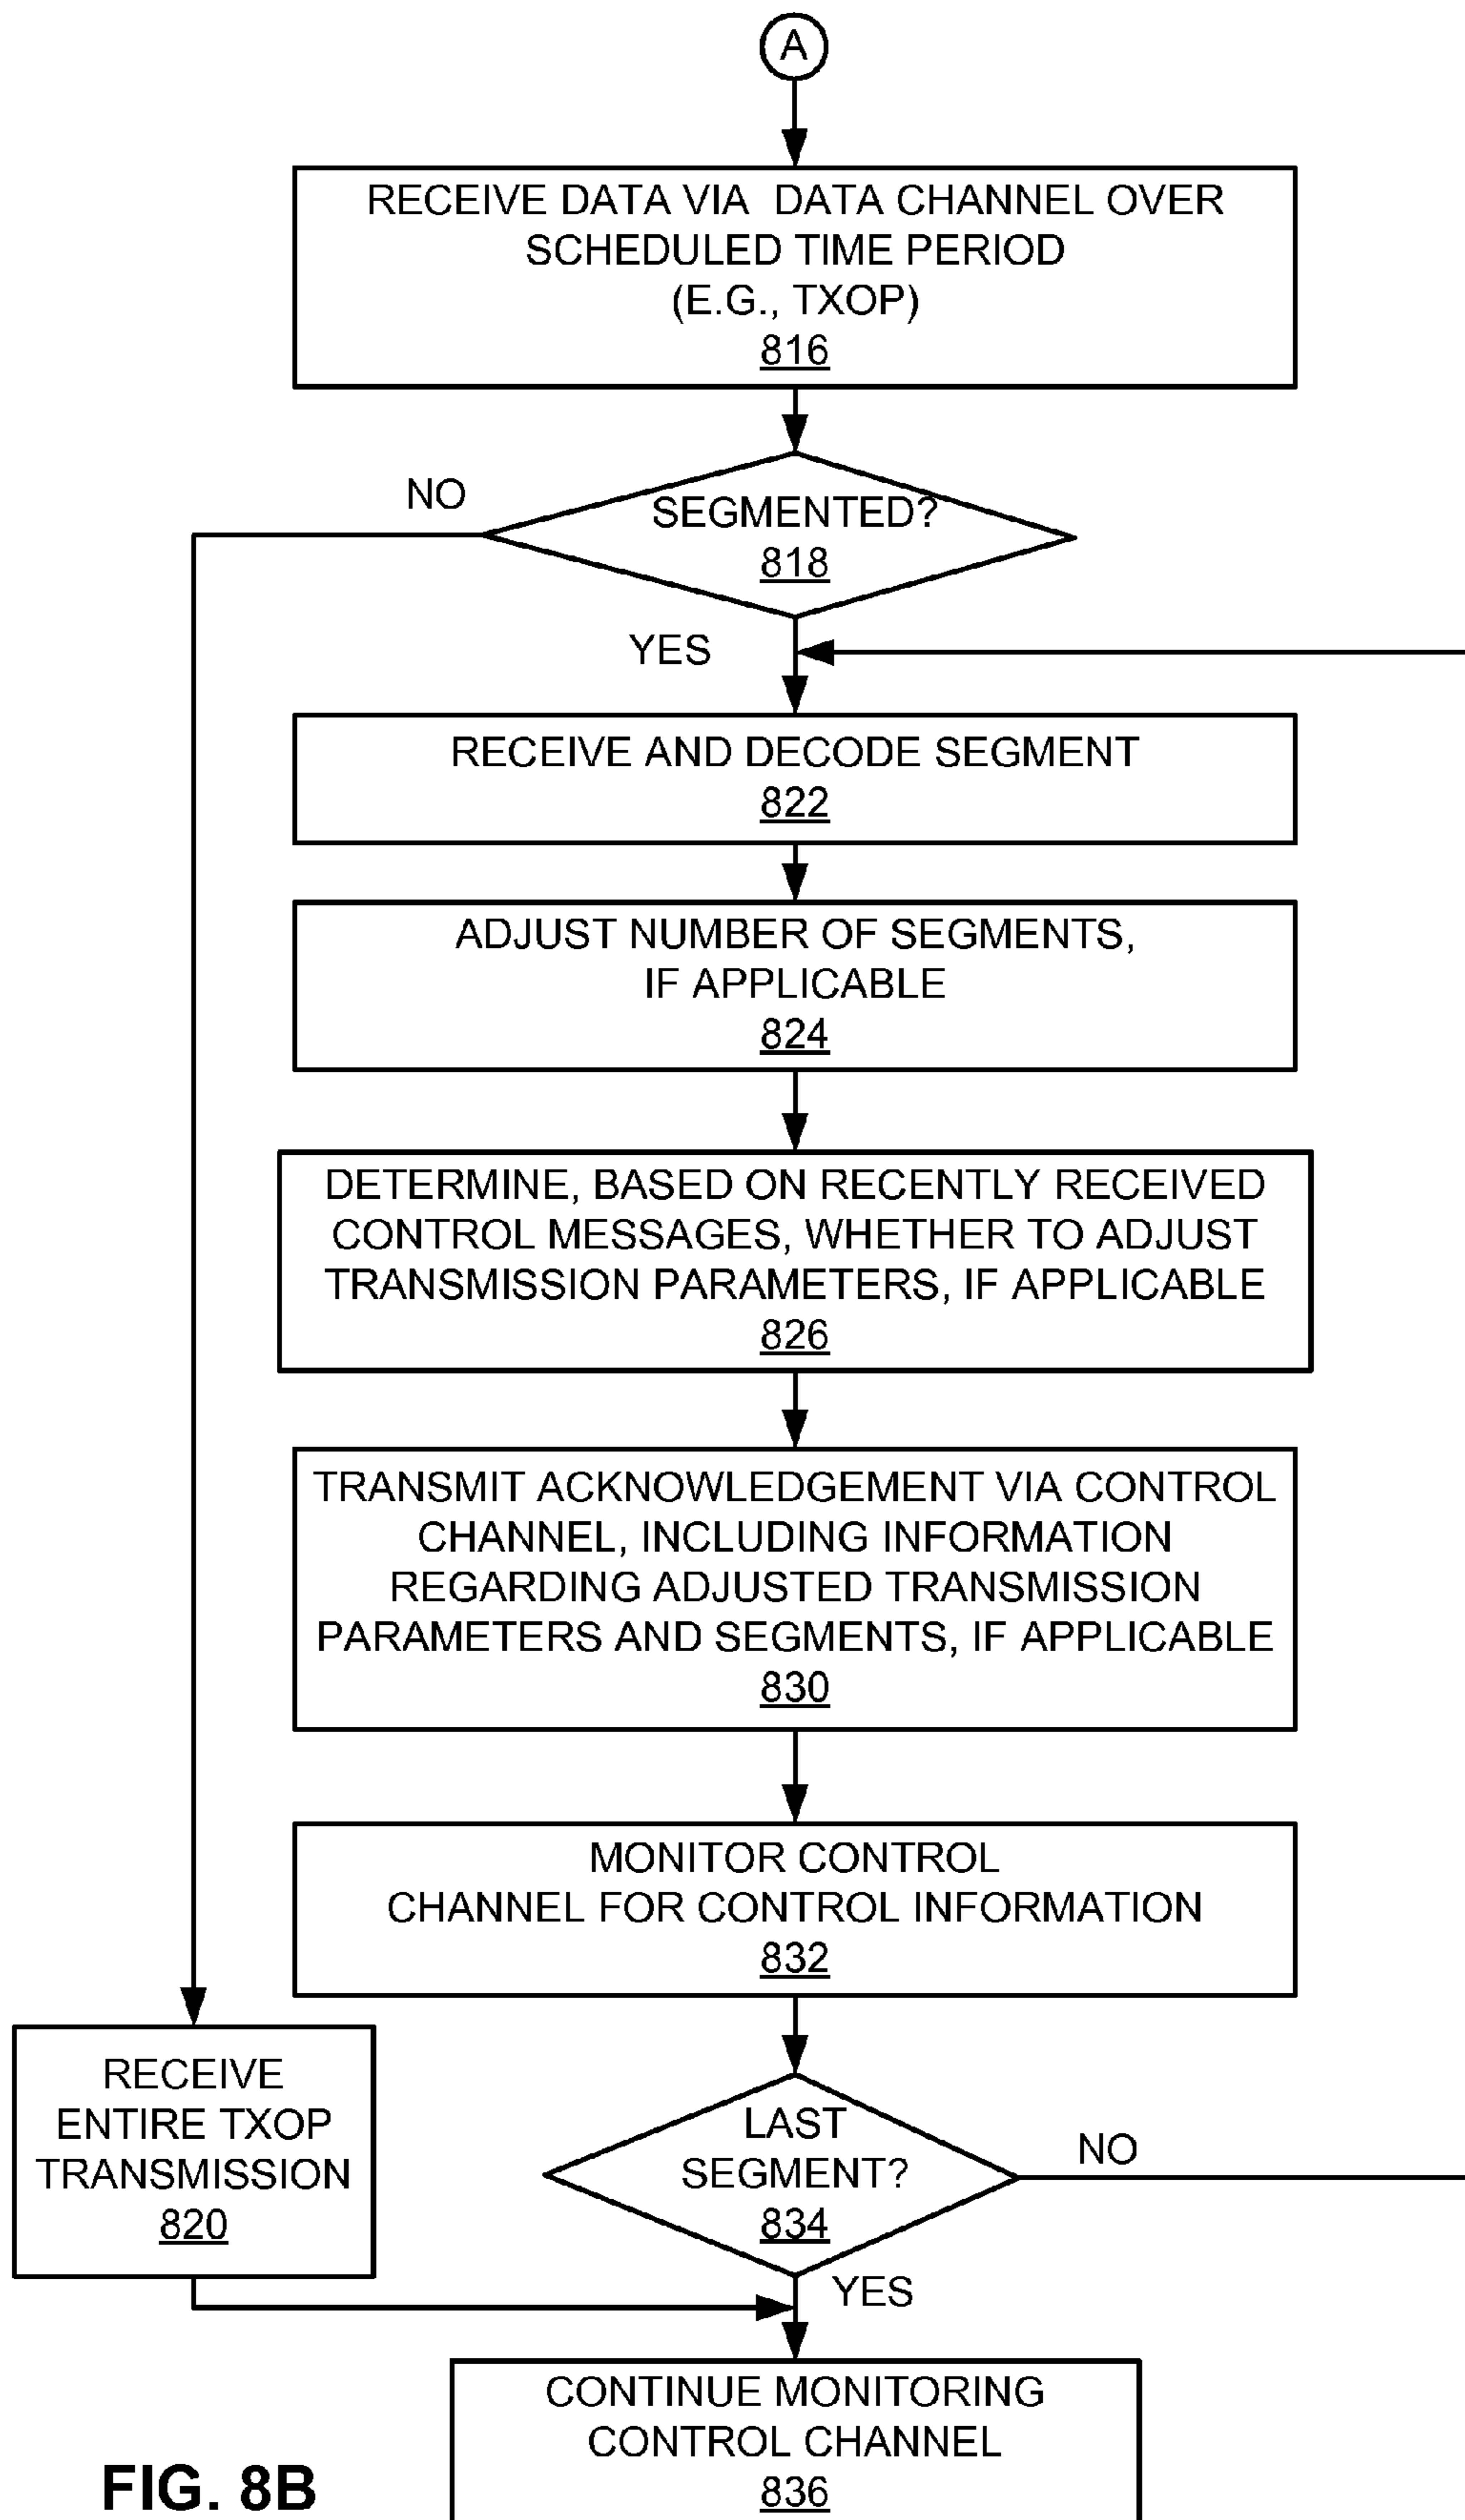 A
RECEIVE DATA VIA DATA CHANNEL OVER
SCHEDULED TIME PERIOD
(E.G., TXOP)
816
NO
SEGMENTED?
818
YES
RECEIVE AND DECODE SEGMENT
822
ADJUST NUMBER OF SEGMENTS,
IF APPLICABLE
824
DETERMINE, BASED ON RECENTLY RECEIVED
CONTROL MESSAGES, WHETHER TO ADJUST
TRANSMISSION PARAMETERS, IF APPLICABLE
826
TRANSMIT ACKNOWLEDGEMENT VIA CONTROL
CHANNEL, INCLUDING INFORMATION
REGARDING ADJUSTED TRANSMISSION
PARAMETERS AND SEGMENTS, IF APPLICABLE
830
MONITOR CONTROL
CHANNEL FOR CONTROL INFORMATION
832
RECEIVE
ENTIRE TXOP
TRANSMISSION
820
LAST
SEGMENT?
834
NO
YES
CONTINUE MONITORING
CONTROL CHANNEL
836
FIG. 8B